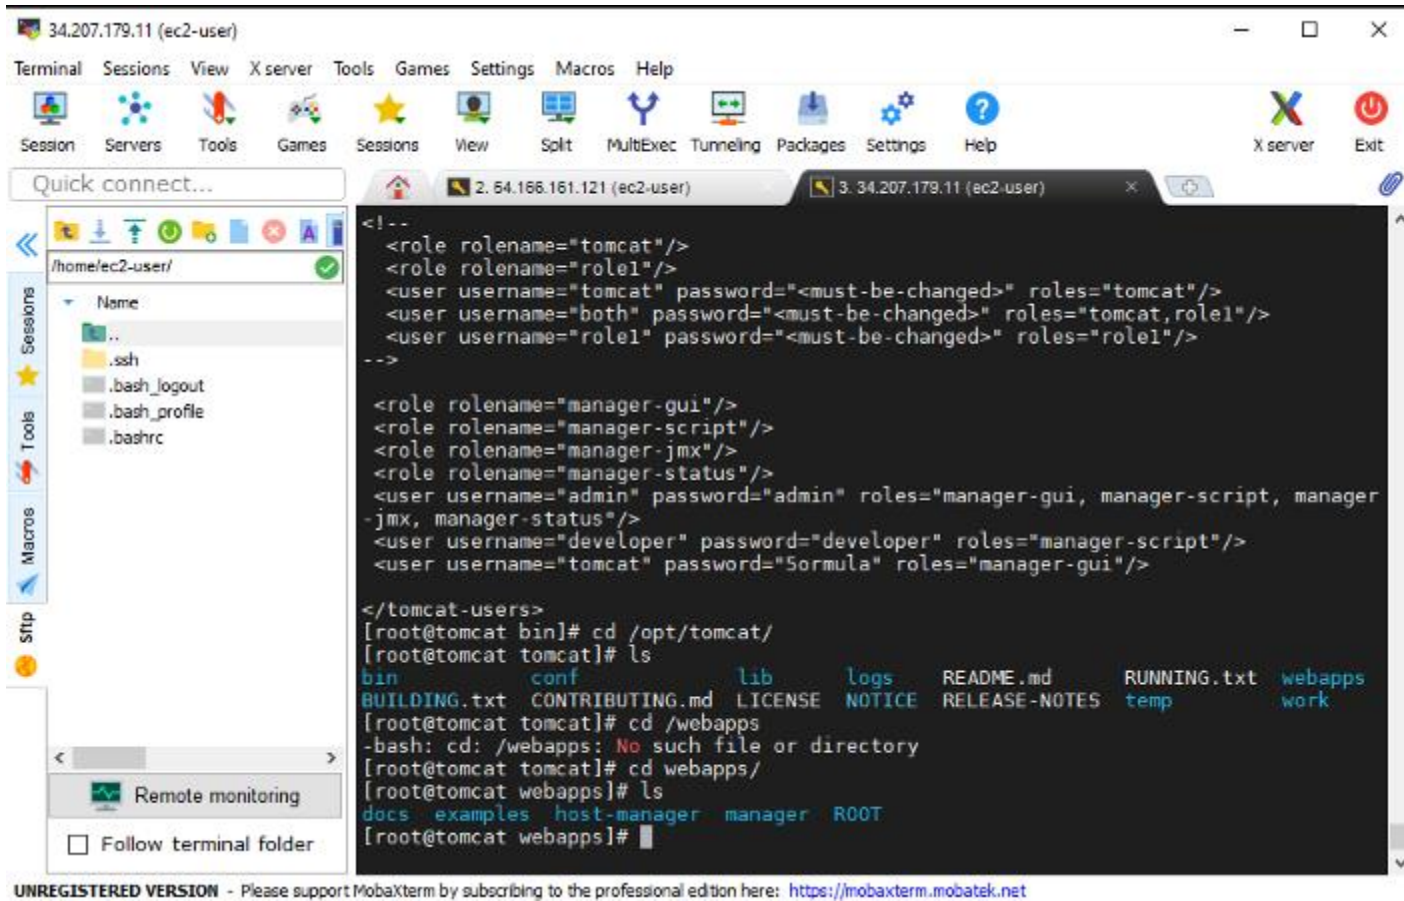 34.207.179.11 (ec2-user)
Terminal Sessions View X server Tools Games Settings Macros Help
Session Servers Tools Games Sessions View Split MultiExec Tunneling Packages Settings Help X server Exit
Quick connect...
2. 54.166.161.121 (ec2-user)
3. 34.207.179.11 (ec2-user)
/home/ec2-user/
Name
..
.ssh
.bash_logout
.bash_profile
.bashrc
Sessions
Tools
Macros
Sftp
Remote monitoring
Follow terminal folder
<!--
<role rolename="tomcat"/>
<role rolename="role1"/>
<user username="tomcat" password="<must-be-changed>" roles="tomcat"/>
<user username="both" password="<must-be-changed>" roles="tomcat,role1"/>
<user username="role1" password="<must-be-changed>" roles="role1"/>
-->
<role rolename="manager-gui"/>
<role rolename="manager-script"/>
<role rolename="manager-jmx"/>
<role rolename="manager-status"/>
<user username="admin" password="admin" roles="manager-gui, manager-script, manager
-jmx, manager-status"/>
<user username="developer" password="developer" roles="manager-script"/>
<user username="tomcat" password="5ormula" roles="manager-gui"/>
</tomcat-users>
[root@tomcat bin]# cd /opt/tomcat/
[root@tomcat tomcat]# ls
bin conf lib logs README.md RUNNING.txt webapps
BUILDING.txt CONTRIBUTING.md LICENSE NOTICE RELEASE-NOTES temp work
[root@tomcat tomcat]# cd /webapps
-bash: cd: /webapps: No such file or directory
[root@tomcat tomcat]# cd webapps/
[root@tomcat webapps]# ls
docs examples host-manager manager ROOT
[root@tomcat webapps]#
UNREGISTERED VERSION - Please support MobaXterm by subscribing to the professional edition here: https://mobaxterm.mobatek.net